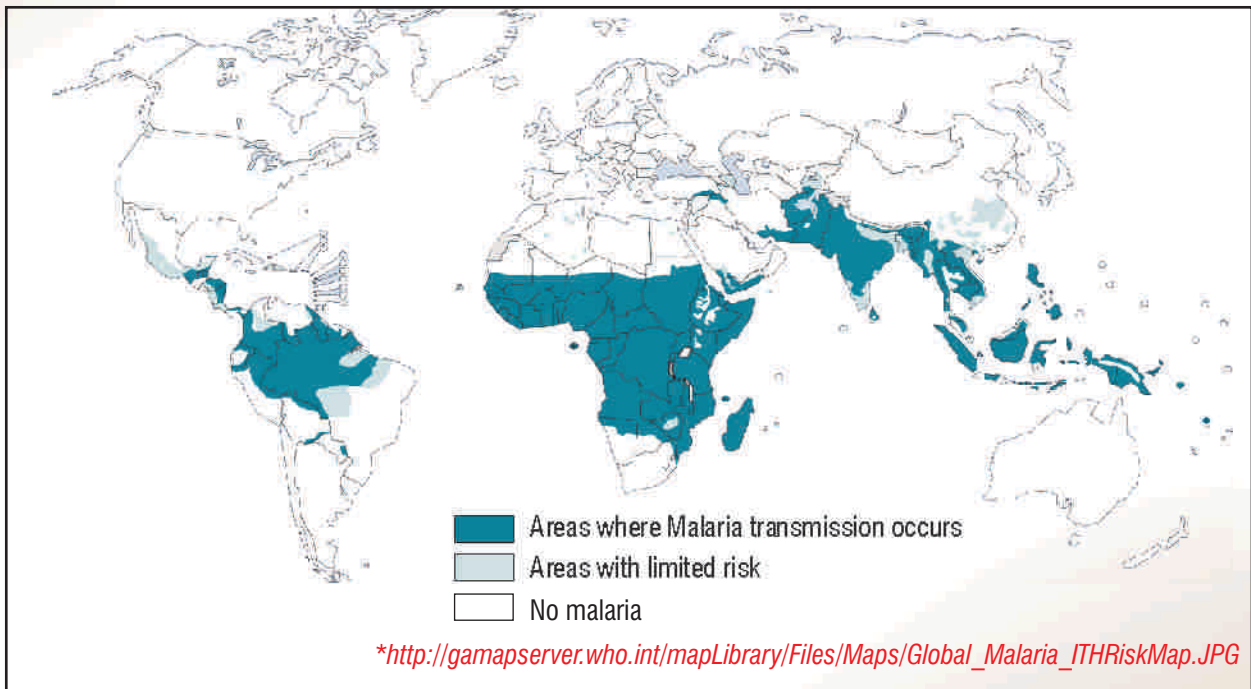 Areas where Malaria transmission occurs
Areas with limited risk
No malaria
*http://gamapserver.who.int/mapLibrary/Files/Maps/Global_Malaria_ITHRiskMap.JPG